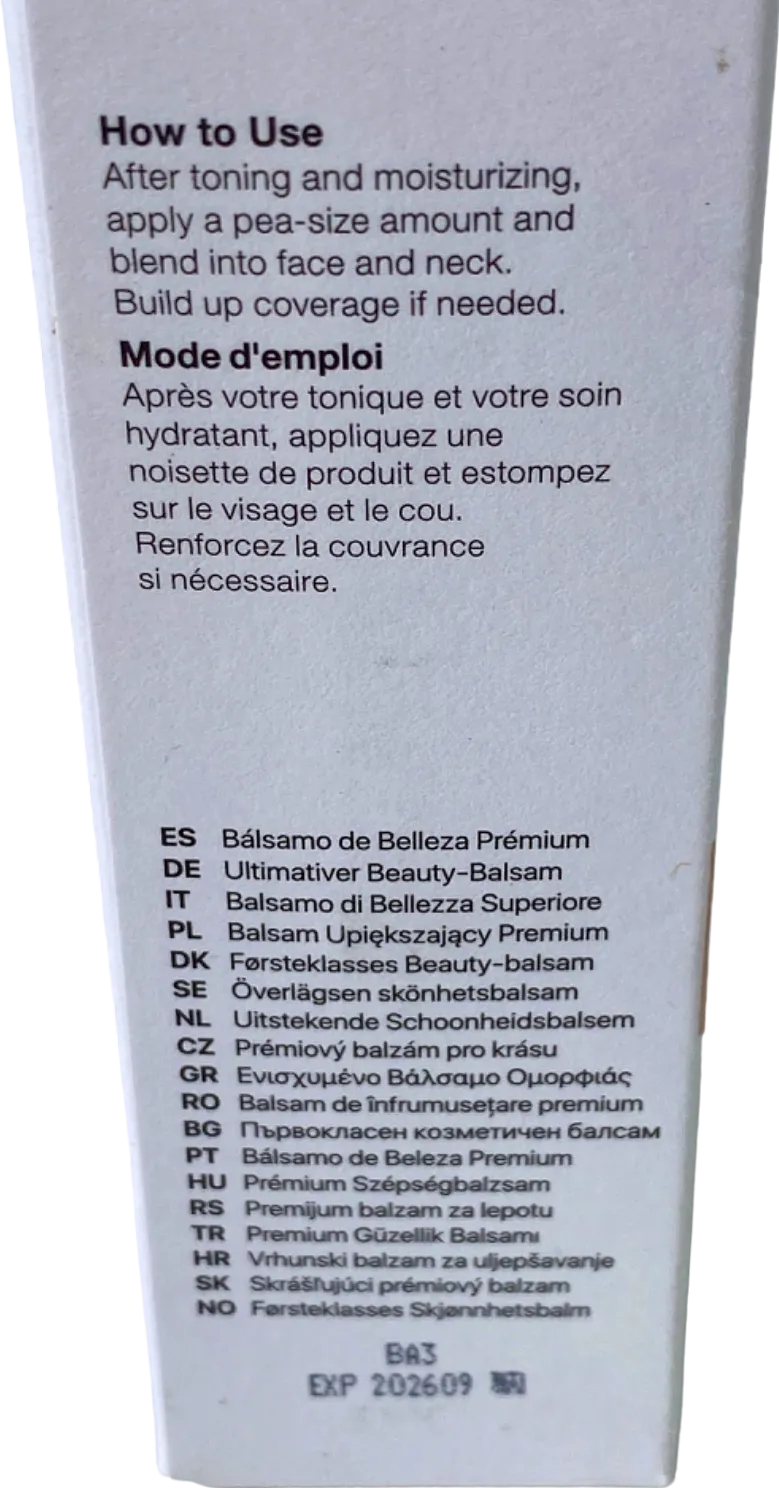 How to Use
After toning and moisturizing,
apply a pea-size amount and
blend into face and neck.
Build up coverage if needed.
Mode d'emploi
Après votre tonique et votre soin
hydratant, appliquez une
noisette de produit et estompez
sur le visage et le cou.
Renforcez la couvrance
si nécessaire.
ES Bálsamo de Belleza Prémium
DE Ultimativer Beauty-Balsam
IT Balsamo di Bellezza Superiore
PL Balsam Upiększający Premium
DK Førsteklasses Beauty-balsam
SE Överlägsen skönhetsbalsam
NL Uitstekende Schoonheidsbalsem
CZ Prémiový balzám pro krásu
GR Ενισχυμένο Βάλσαμο Ομορφιάς
RO Balsam de înfrumusețare premium
BG Първокласен козметичен балсам
PT Bálsamo de Beleza Premium
HU Prémium Szépségbalzsam
RS Premijum balzam za lepotu
TR Premium Güzellik Balsamı
HR Vrhunski balzam za uljepšavanje
SK Skrášľujúci prémiový balzam
NO Førsteklasses Skjønnhetsbalm
BA3
EXP 202609